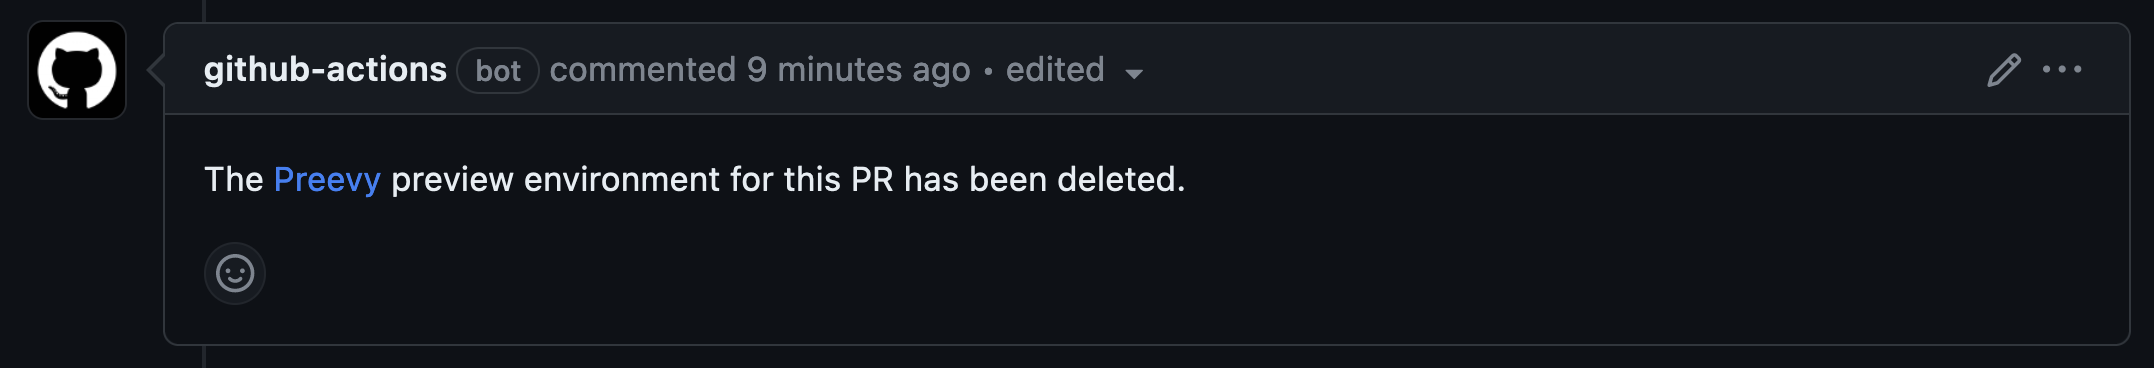 github-actions bot commented 9 minutes ago • edited
The Preevy preview environment for this PR has been deleted.